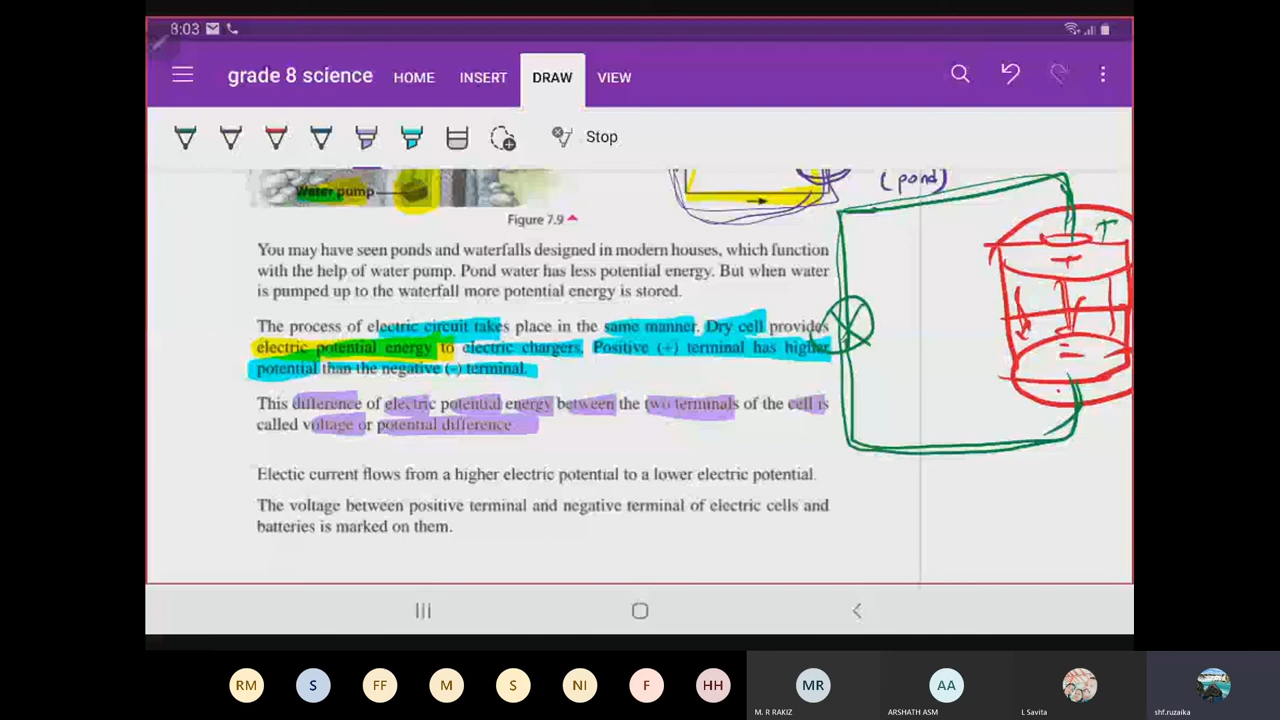 8:03
grade 8 science HOME INSERT DRAW VIEW
Stop
Water pump
(pond)
Figure 7.9
You may have seen ponds and waterfalls designed in modern houses, which function
with the help of water pump. Pond water has less potential energy. But when water
is pumped up to the waterfall more potential energy is stored.
The process of electric circuit takes place in the same manner. Dry cell provides
electric potential energy to electric chargers. Positive (+) terminal has higher
potential than the negative (-) terminal.
This difference of electric potential energy between the two terminals of the cell is
called voltage or potential difference
Electic current flows from a higher electric potential to a lower electric potential.
The voltage between positive terminal and negative terminal of electric cells and
batteries is marked on them.
RM S FF M S NI F HH MR AA
M. R RAKIZ ARSHATH ASM L Savita shf.ruzaika